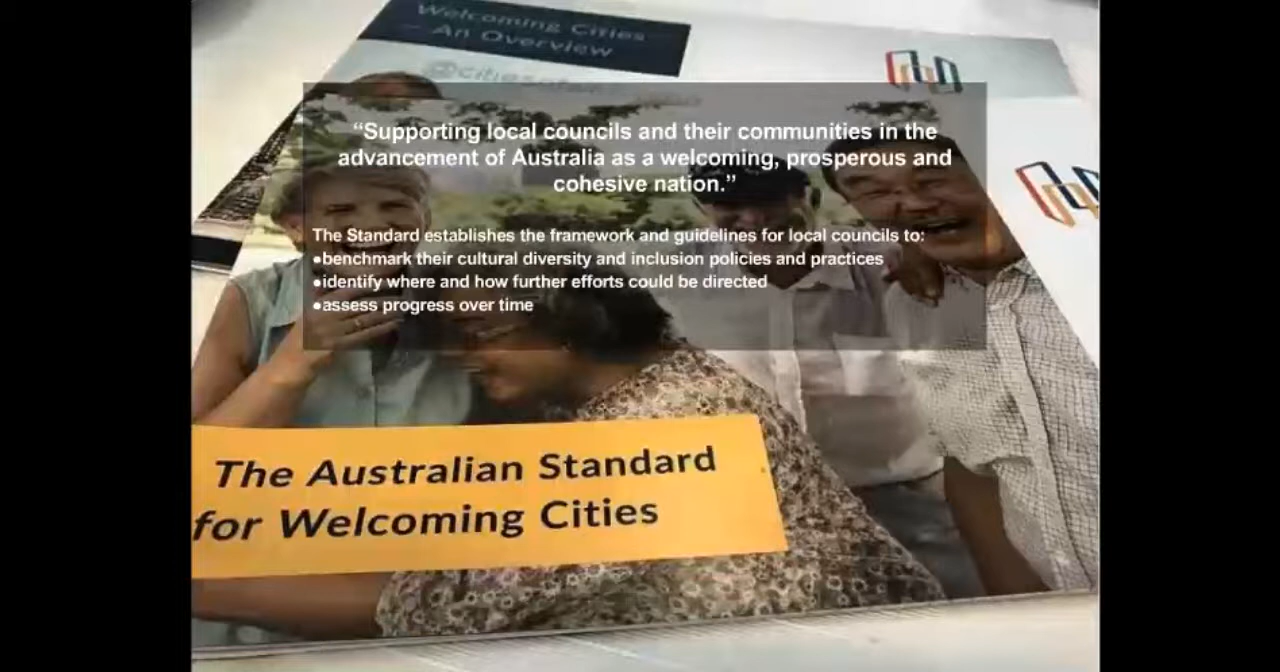 Welcoming Cities
An Overview
“Supporting local councils and their communities in the
advancement of Australia as a welcoming, prosperous and
cohesive nation.”
The Standard establishes the framework and guidelines for local councils to:
●benchmark their cultural diversity and inclusion policies and practices
●identify where and how further efforts could be directed
●assess progress over time
The Australian Standard
for Welcoming Cities